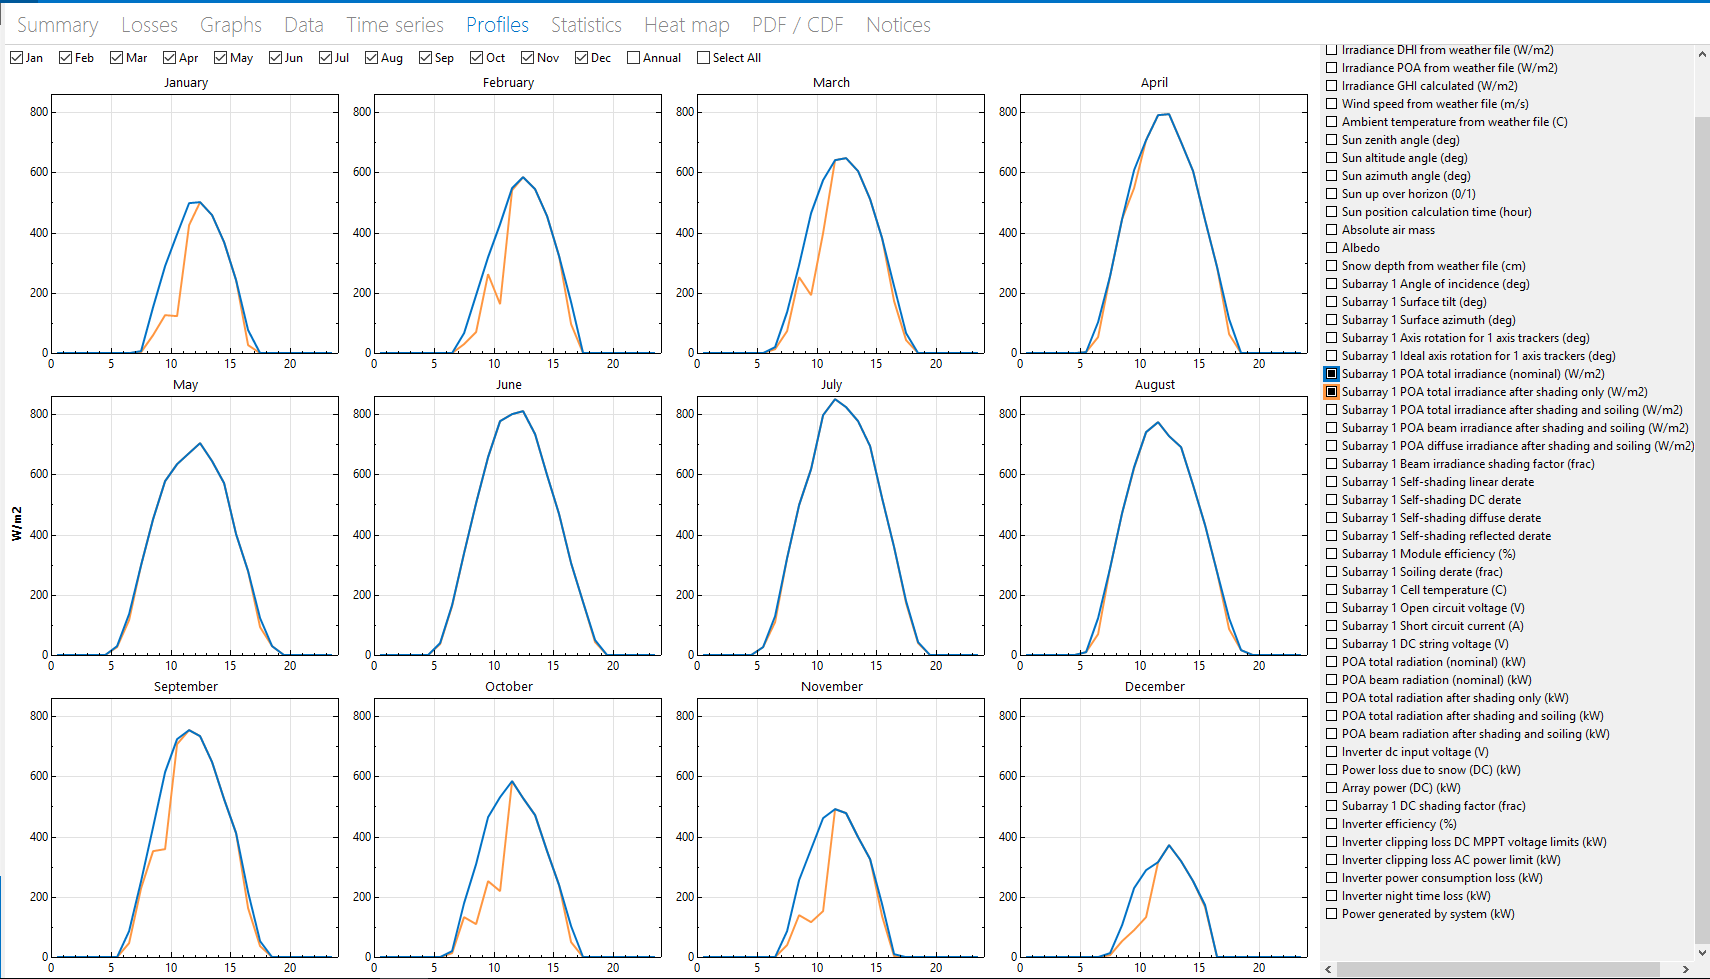 Summary Losses Graphs Data Time series Profiles Statistics Heat map PDF / CDF Notices
Jan Feb Mar Apr May Jun Jul Aug Sep Oct Nov Dec Annual Select All
January February March April
800 800 800 800
600 600 600 600
400 400 400 400
200 200 200 200
0 0 0 0
0 5 10 15 20 0 5 10 15 20 0 5 10 15 20 0 5 10 15 20
May June July August
800 800 800 800
600 600 600 600
W/m2
400 400 400 400
200 200 200 200
0 0 0 0
0 5 10 15 20 0 5 10 15 20 0 5 10 15 20 0 5 10 15 20
September October November December
800 800 800 800
600 600 600 600
400 400 400 400
200 200 200 200
0 0 0 0
0 5 10 15 20 0 5 10 15 20 0 5 10 15 20 0 5 10 15 20
Irradiance DHI from weather file (W/m2)
Irradiance POA from weather file (W/m2)
Irradiance GHI calculated (W/m2)
Wind speed from weather file (m/s)
Ambient temperature from weather file (C)
Sun zenith angle (deg)
Sun altitude angle (deg)
Sun azimuth angle (deg)
Sun up over horizon (0/1)
Sun position calculation time (hour)
Absolute air mass
Albedo
Snow depth from weather file (cm)
Subarray 1 Angle of incidence (deg)
Subarray 1 Surface tilt (deg)
Subarray 1 Surface azimuth (deg)
Subarray 1 Axis rotation for 1 axis trackers (deg)
Subarray 1 Ideal axis rotation for 1 axis trackers (deg)
Subarray 1 POA total irradiance (nominal) (W/m2)
Subarray 1 POA total irradiance after shading only (W/m2)
Subarray 1 POA total irradiance after shading and soiling (W/m2)
Subarray 1 POA beam irradiance after shading and soiling (W/m2)
Subarray 1 POA diffuse irradiance after shading and soiling (W/m2)
Subarray 1 Beam irradiance shading factor (frac)
Subarray 1 Self-shading linear derate
Subarray 1 Self-shading DC derate
Subarray 1 Self-shading diffuse derate
Subarray 1 Self-shading reflected derate
Subarray 1 Module efficiency (%)
Subarray 1 Soiling derate (frac)
Subarray 1 Cell temperature (C)
Subarray 1 Open circuit voltage (V)
Subarray 1 Short circuit current (A)
Subarray 1 DC string voltage (V)
POA total radiation (nominal) (kW)
POA beam radiation (nominal) (kW)
POA total radiation after shading only (kW)
POA total radiation after shading and soiling (kW)
POA beam radiation after shading and soiling (kW)
Inverter dc input voltage (V)
Power loss due to snow (DC) (kW)
Array power (DC) (kW)
Subarray 1 DC shading factor (frac)
Inverter efficiency (%)
Inverter clipping loss DC MPPT voltage limits (kW)
Inverter clipping loss AC power limit (kW)
Inverter power consumption loss (kW)
Inverter night time loss (kW)
Power generated by system (kW)